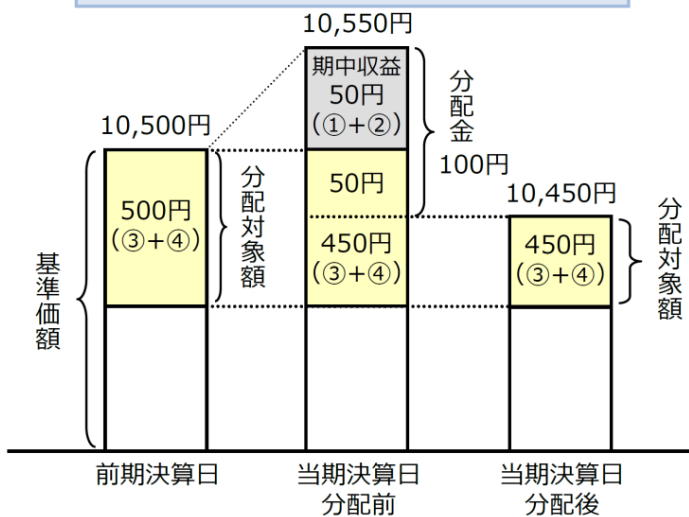 10,550円
期中収益
50円
(①+②)
分配金
100円
10,500円
500円
(③+④)
分配対象額
50円
450円
(③+④)
10,450円
450円
(③+④)
分配対象額
基準価額
前期決算日
当期決算日
分配前
当期決算日
分配後